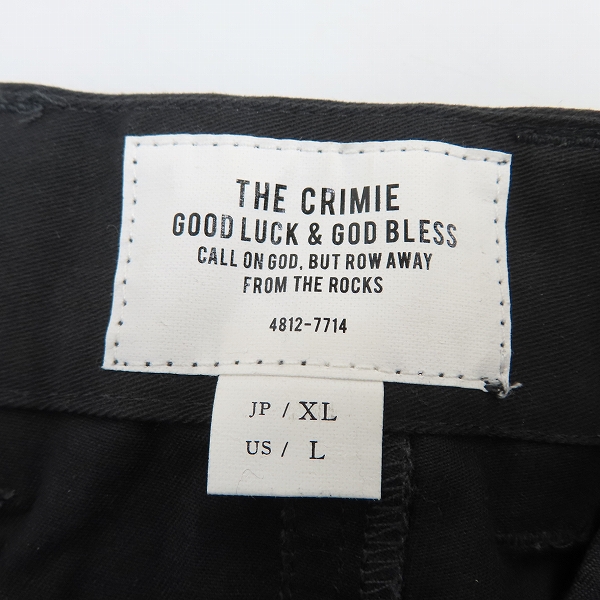 THE CRIMIE
GOOD LUCK & GOD BLESS
CALL ON GOD, BUT ROW AWAY
FROM THE ROCKS
4812-7714
JP / XL
US / L